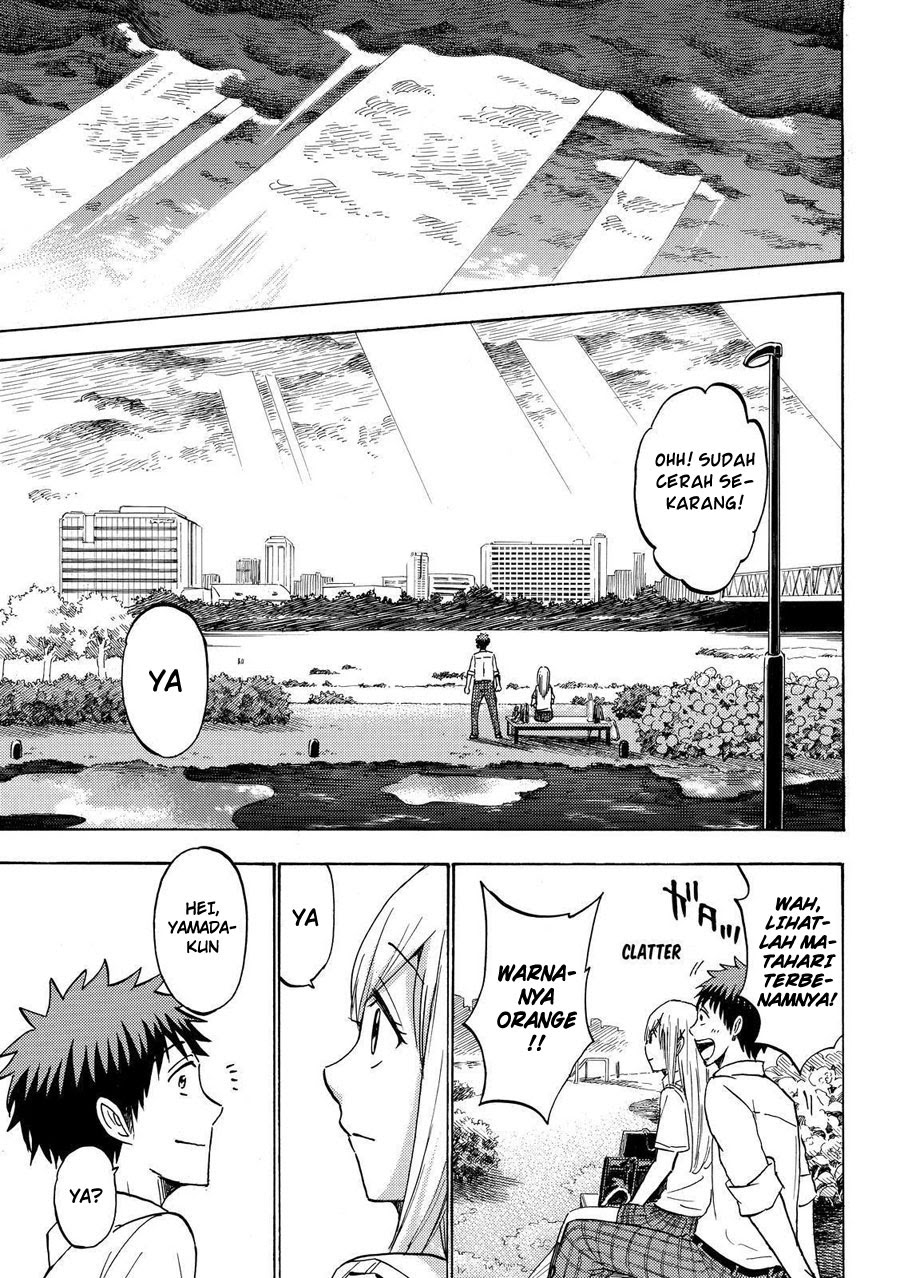 OHH! SUDAH
CERAH SE-
KARANG!
YA
WAH,
LIHAT-
LAH MA-
TAHARI
TERBE-
NAMNYA!
ガタッ
CLATTER
WARNA-
NYA
ORANGE
!!
YA
HEI,
YAMADA-
KUN
YA?